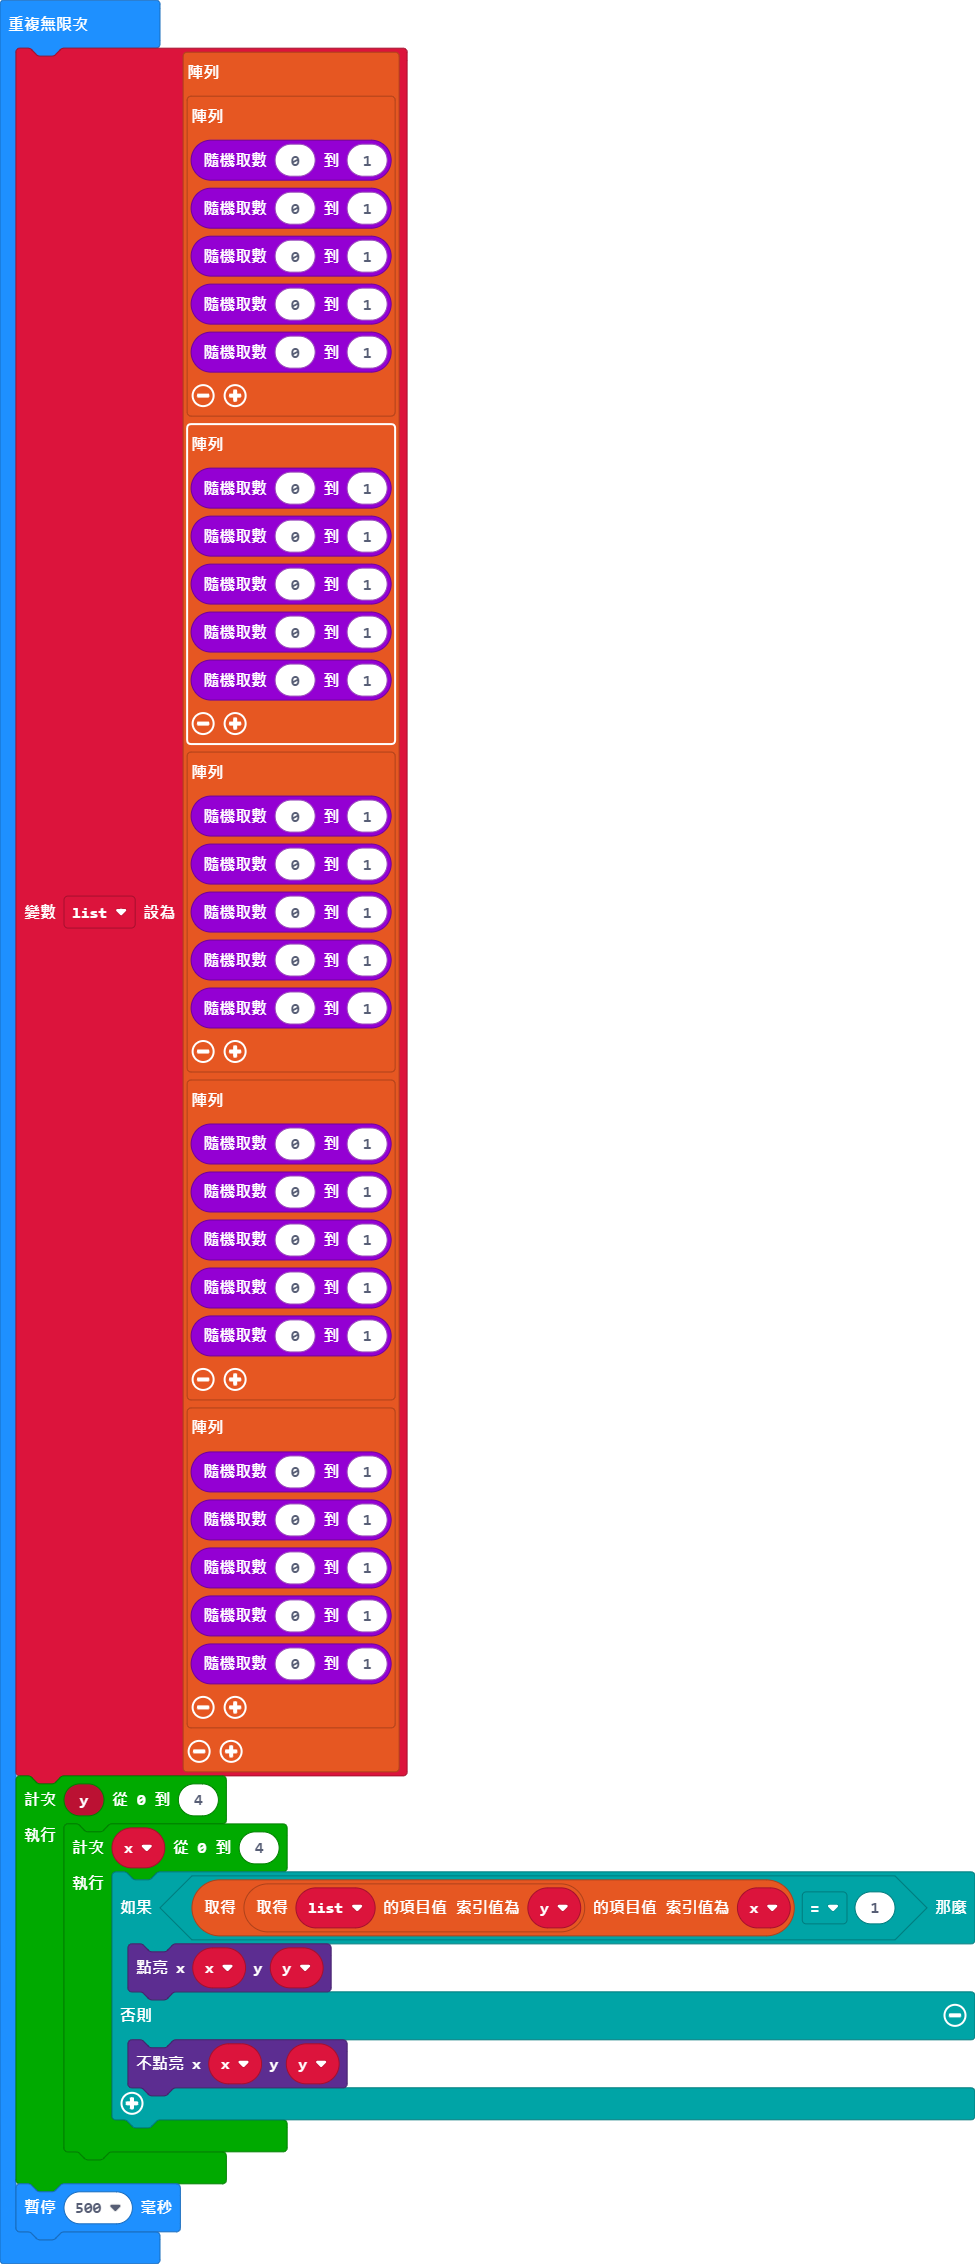 重複無限次
陣列
陣列
隨機取數 0 到 1
隨機取數 0 到 1
隨機取數 0 到 1
隨機取數 0 到 1
隨機取數 0 到 1
陣列
隨機取數 0 到 1
隨機取數 0 到 1
隨機取數 0 到 1
隨機取數 0 到 1
隨機取數 0 到 1
陣列
隨機取數 0 到 1
隨機取數 0 到 1
變數 list 設為 隨機取數 0 到 1
隨機取數 0 到 1
隨機取數 0 到 1
陣列
隨機取數 0 到 1
隨機取數 0 到 1
隨機取數 0 到 1
隨機取數 0 到 1
隨機取數 0 到 1
陣列
隨機取數 0 到 1
隨機取數 0 到 1
隨機取數 0 到 1
隨機取數 0 到 1
隨機取數 0 到 1
計次 y 從 0 到 4
執行
計次 x 從 0 到 4
執行
如果 取得 取得 list 的項目值 索引值為 y 的項目值 索引值為 x = 1 那麼
點亮 x x y y
否則
不點亮 x x y y
暫停 500 毫秒